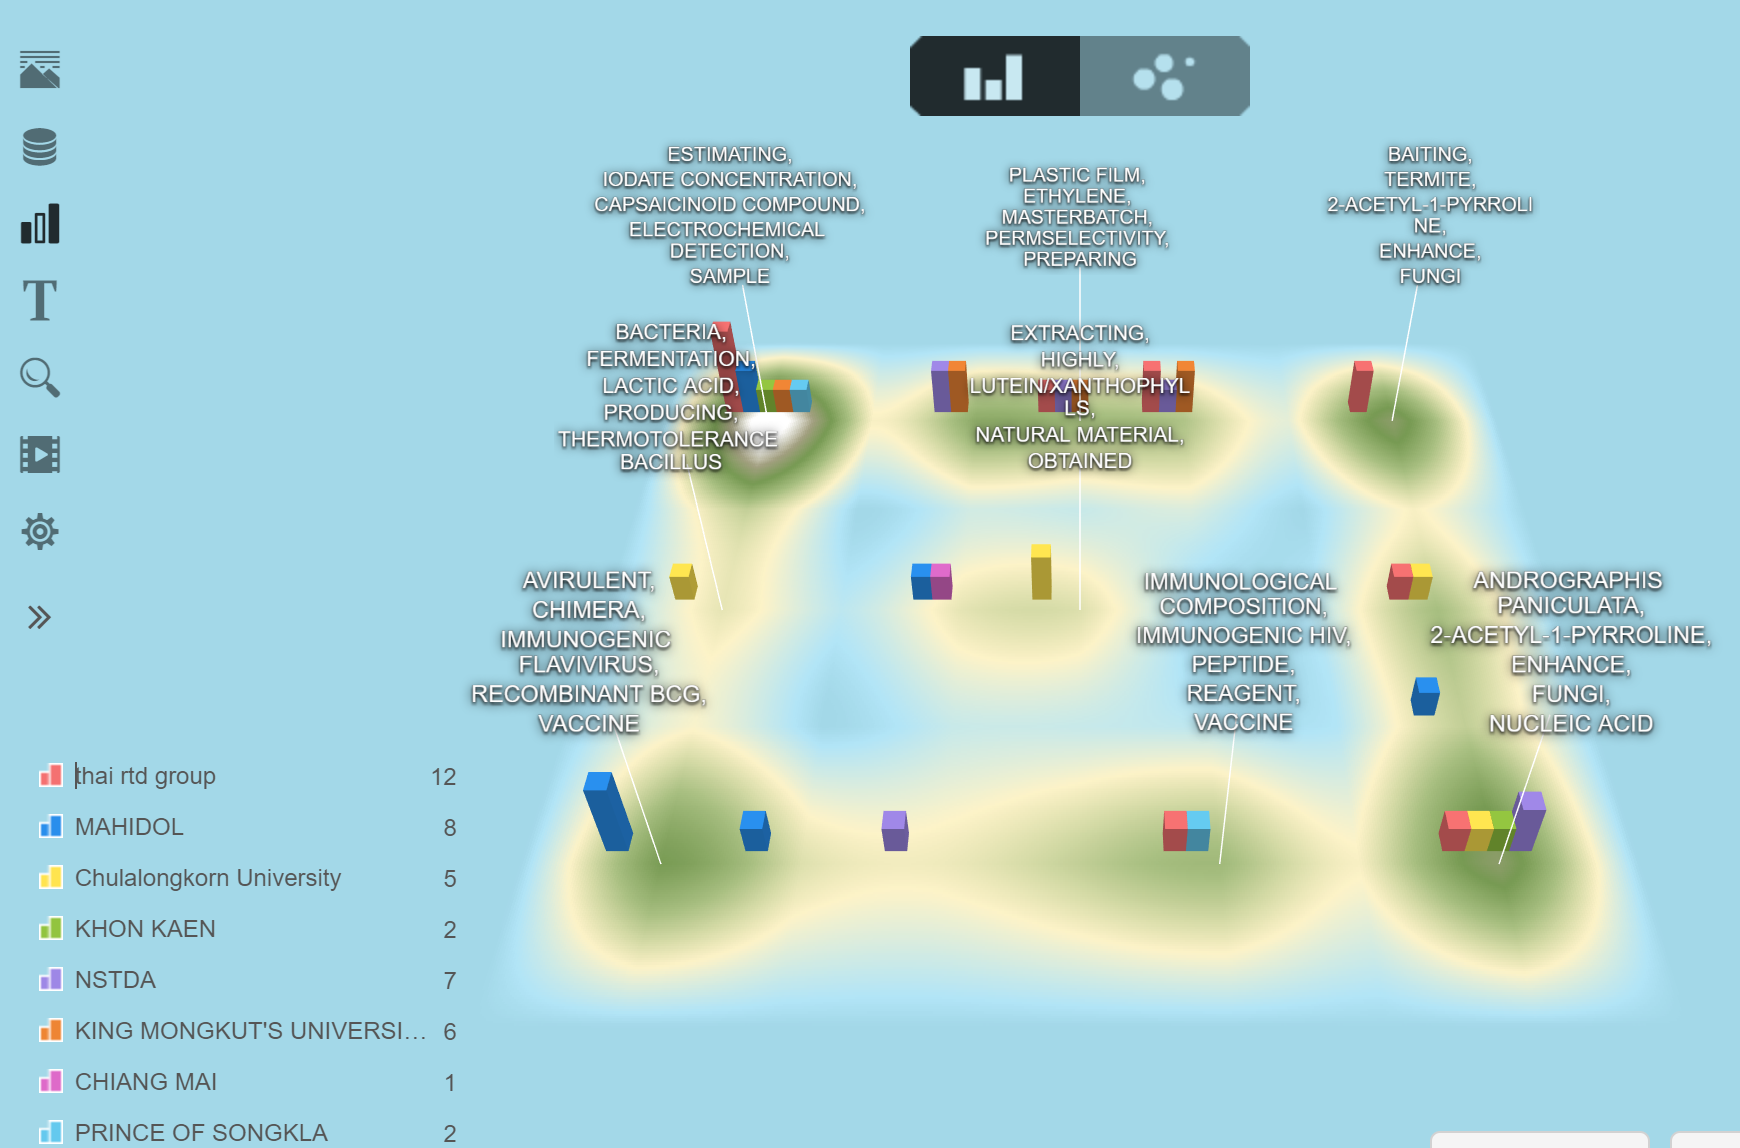 ESTIMATING,
IODATE CONCENTRATION,
CAPSAICINOID COMPOUND,
ELECTROCHEMICAL
DETECTION,
SAMPLE
PLASTIC FILM,
ETHYLENE,
MASTERBATCH,
PERMSELECTIVITY,
PREPARING
BAITING,
TERMITE,
2-ACETYL-1-PYRROLI
NE,
ENHANCE,
FUNGI
BACTERIA,
FERMENTATION,
LACTIC ACID,
PRODUCING,
THERMOTOLERANCE
BACILLUS
EXTRACTING,
HIGHLY,
LUTEIN/XANTHOPHYL
LS,
NATURAL MATERIAL,
OBTAINED
AVIRULENT,
CHIMERA,
IMMUNOGENIC
FLAVIVIRUS,
RECOMBINANT BCG,
VACCINE
IMMUNOLOGICAL
COMPOSITION,
IMMUNOGENIC HIV,
PEPTIDE,
REAGENT,
VACCINE
ANDROGRAPHIS
PANICULATA,
2-ACETYL-1-PYRROLINE,
ENHANCE,
FUNGI,
NUCLEIC ACID
thai rtd group 12
MAHIDOL 8
Chulalongkorn University 5
KHON KAEN 2
NSTDA 7
KING MONGKUT'S UNIVERSI... 6
CHIANG MAI 1
PRINCE OF SONGKLA 2